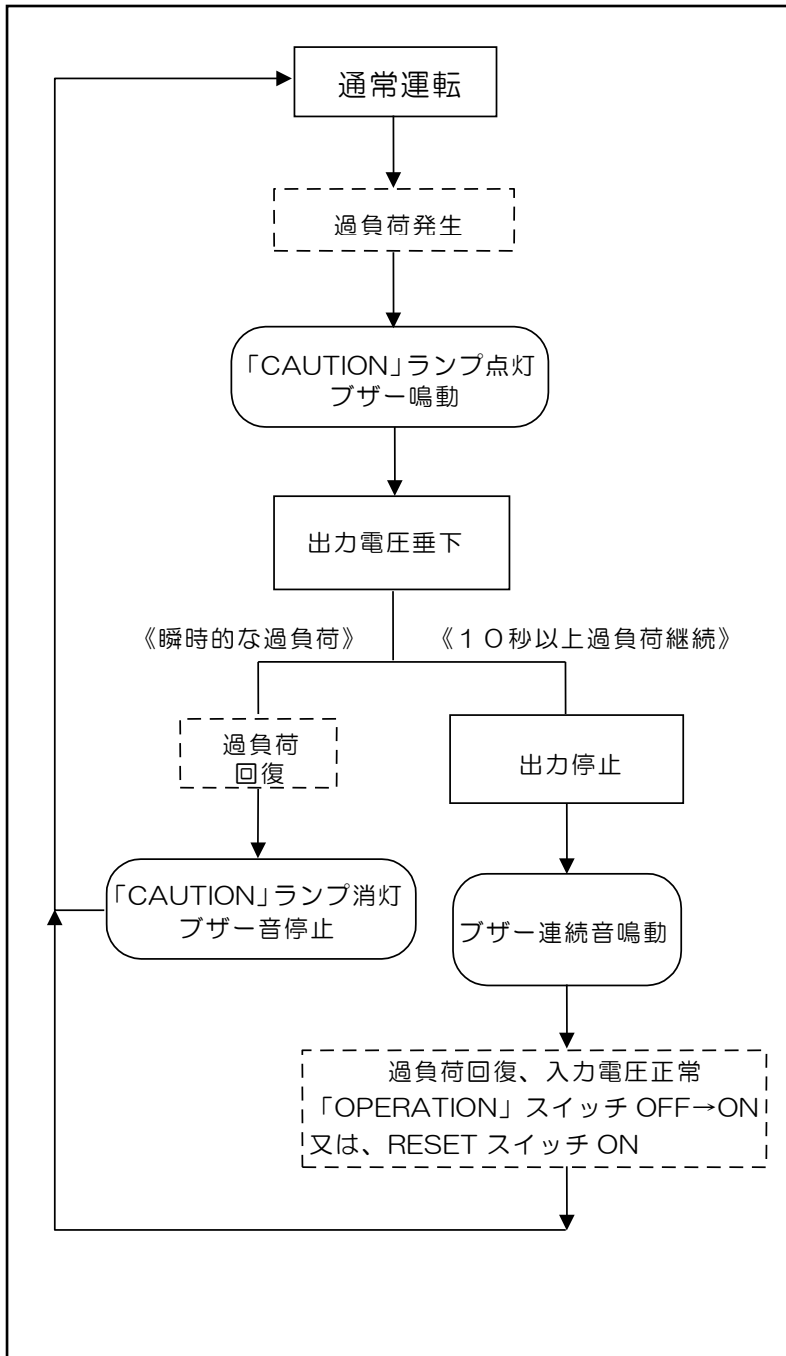 通常運転
過負荷発生
「CAUTION」ランプ点灯
ブザー鳴動
出力電圧垂下
《瞬時的な過負荷》
《１０秒以上過負荷継続》
過負荷
回復
出力停止
「CAUTION」ランプ消灯
ブザー音停止
ブザー連続音鳴動
過負荷回復、入力電圧正常
「OPERATION」スイッチ OFF→ON
又は、RESET スイッチ ON